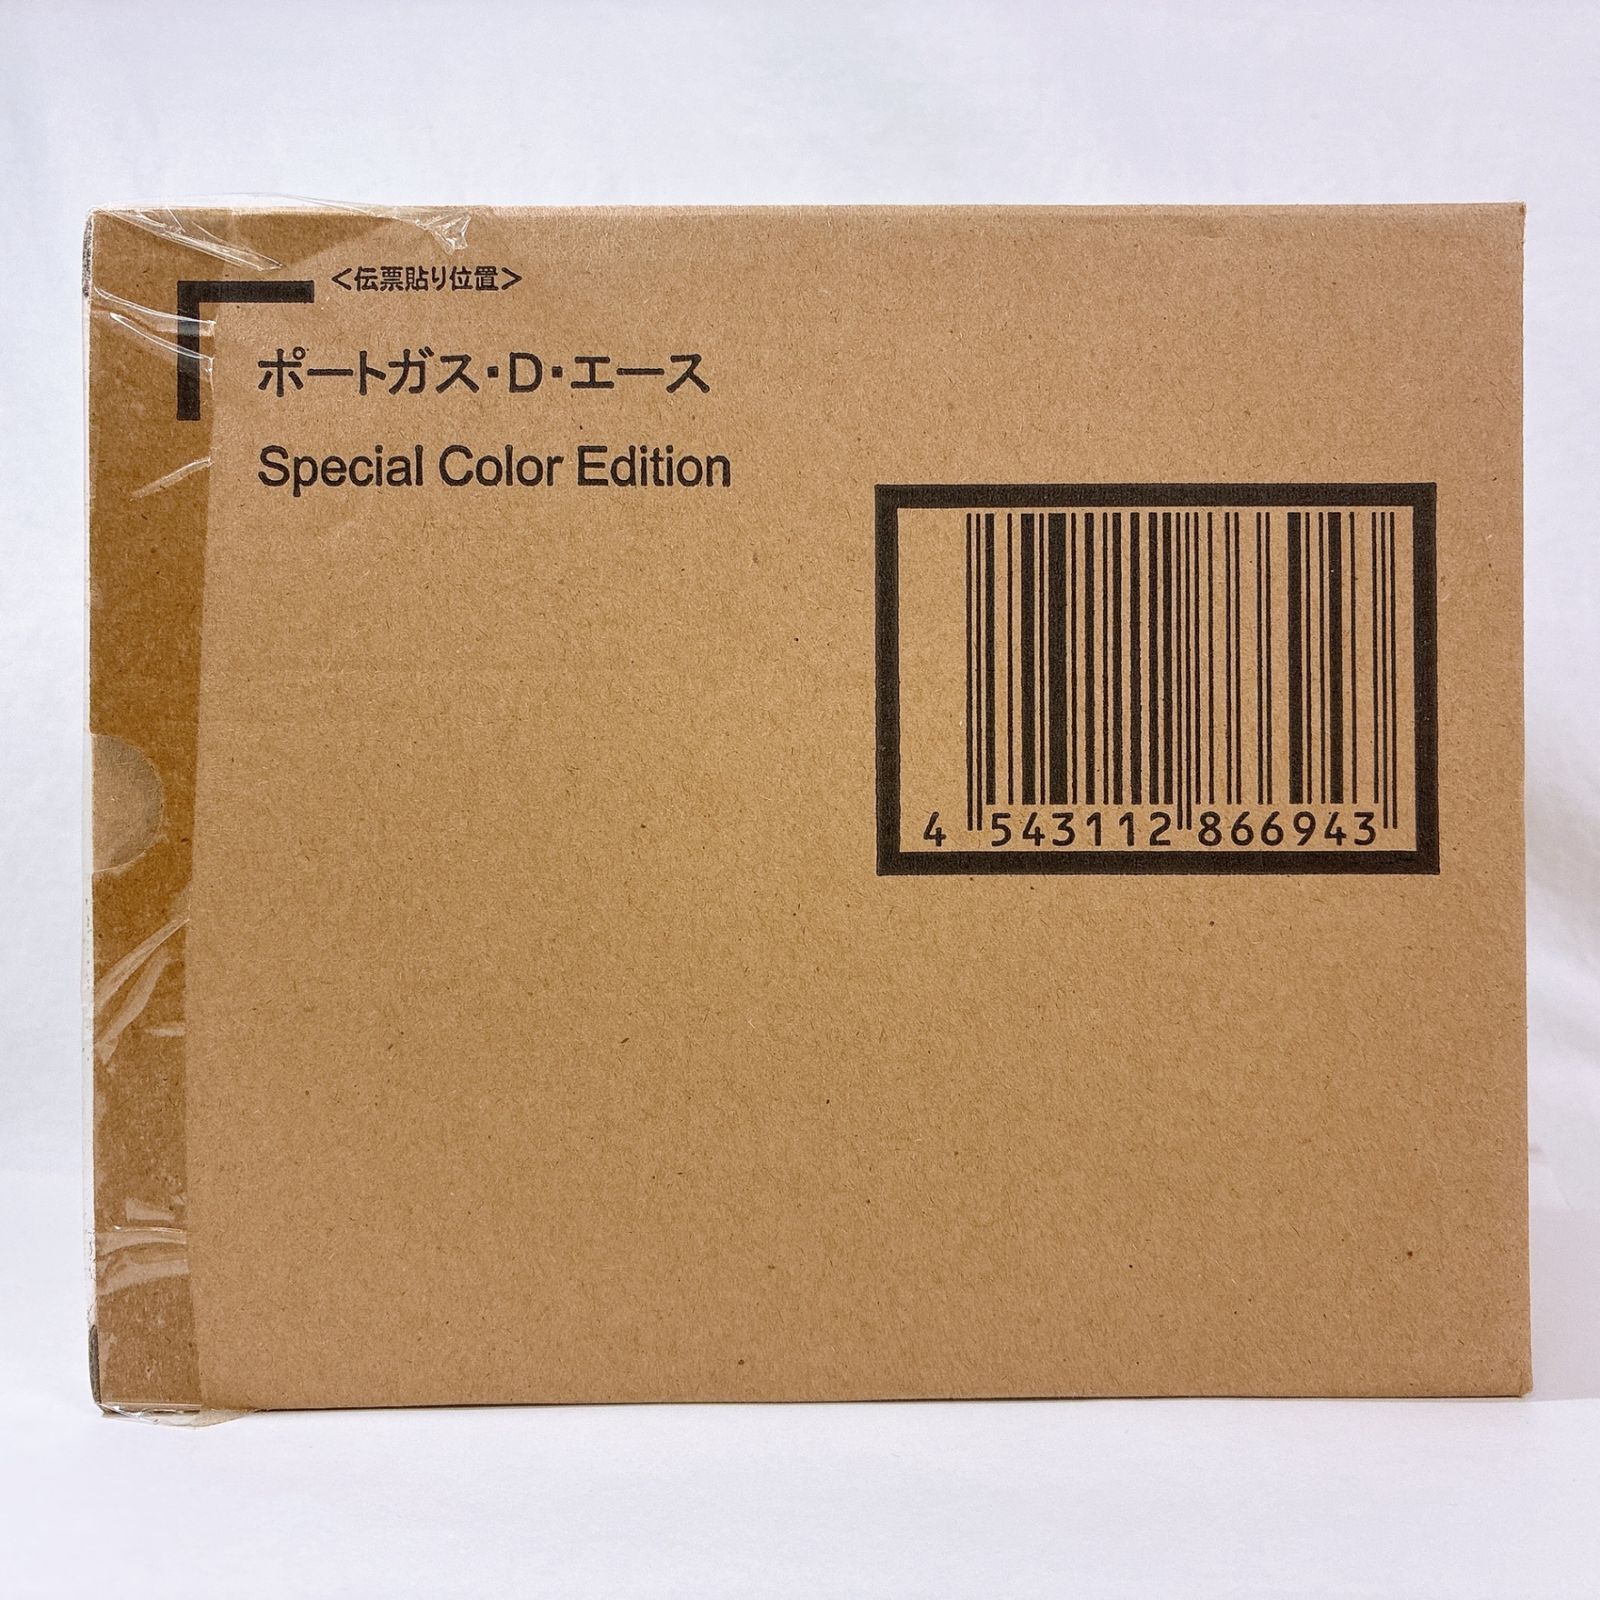 <伝票貼り位置>
ポートガス・D・エース
Special Color Edition
4 543112 866943